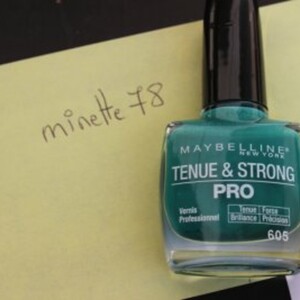 minette 78
MAYBELLINE
NEW YORK
TENUE & STRONG
PRO
Vernis
Professionnel
Tenue | Force
Brillance | Précision
605